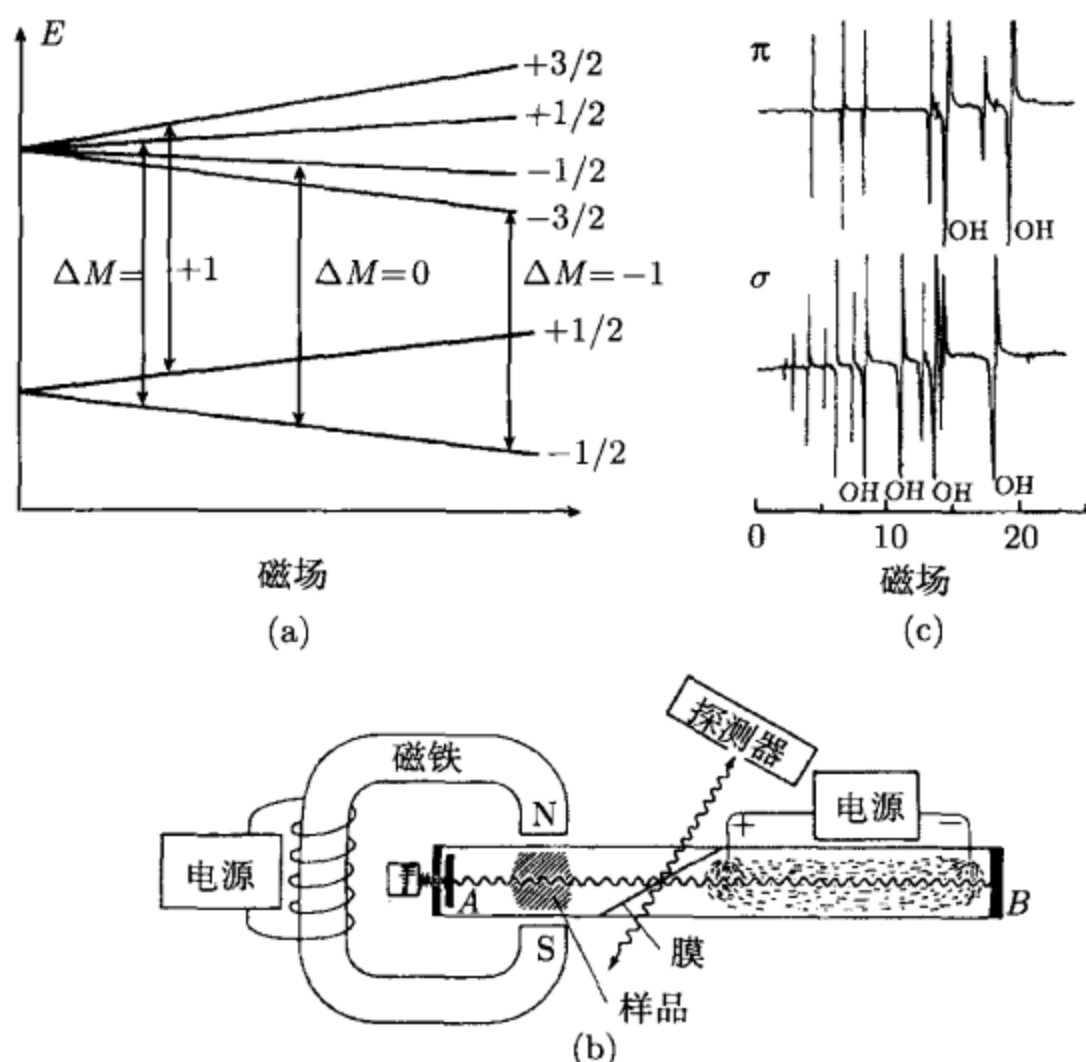 E
+3/2
+1/2
−1/2
−3/2
ΔM= +1
ΔM=0
ΔM=−1
+1/2
−1/2
磁场
(a)
π
OH
OH
σ
OH
OH
OH
OH
0
10
20
磁场
(c)
磁铁
N
电源
A
S
探测器
电源
+
−
B
膜
样品
(b)